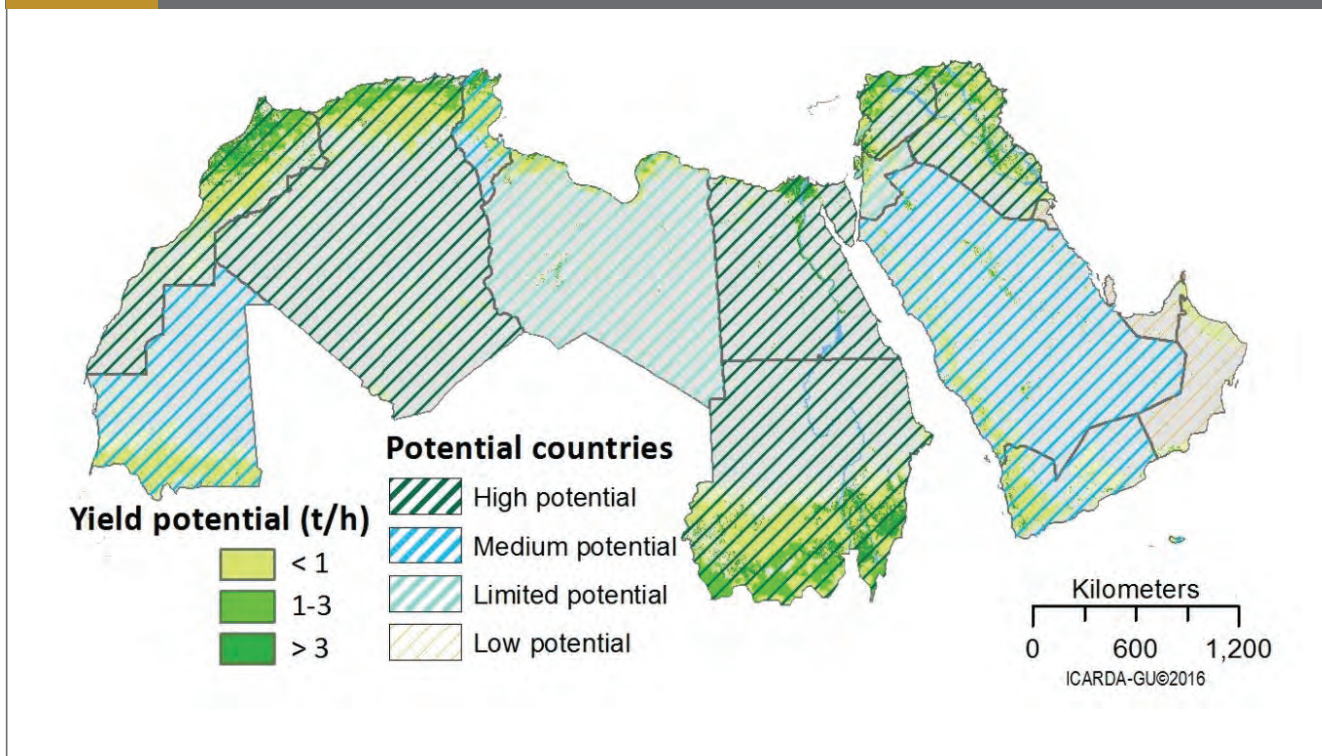 Potential countries
High potential
Medium potential
Limited potential
Low potential
Yield potential (t/h)
< 1
1-3
> 3
Kilometers
0 600 1,200
ICARDA-GU©2016